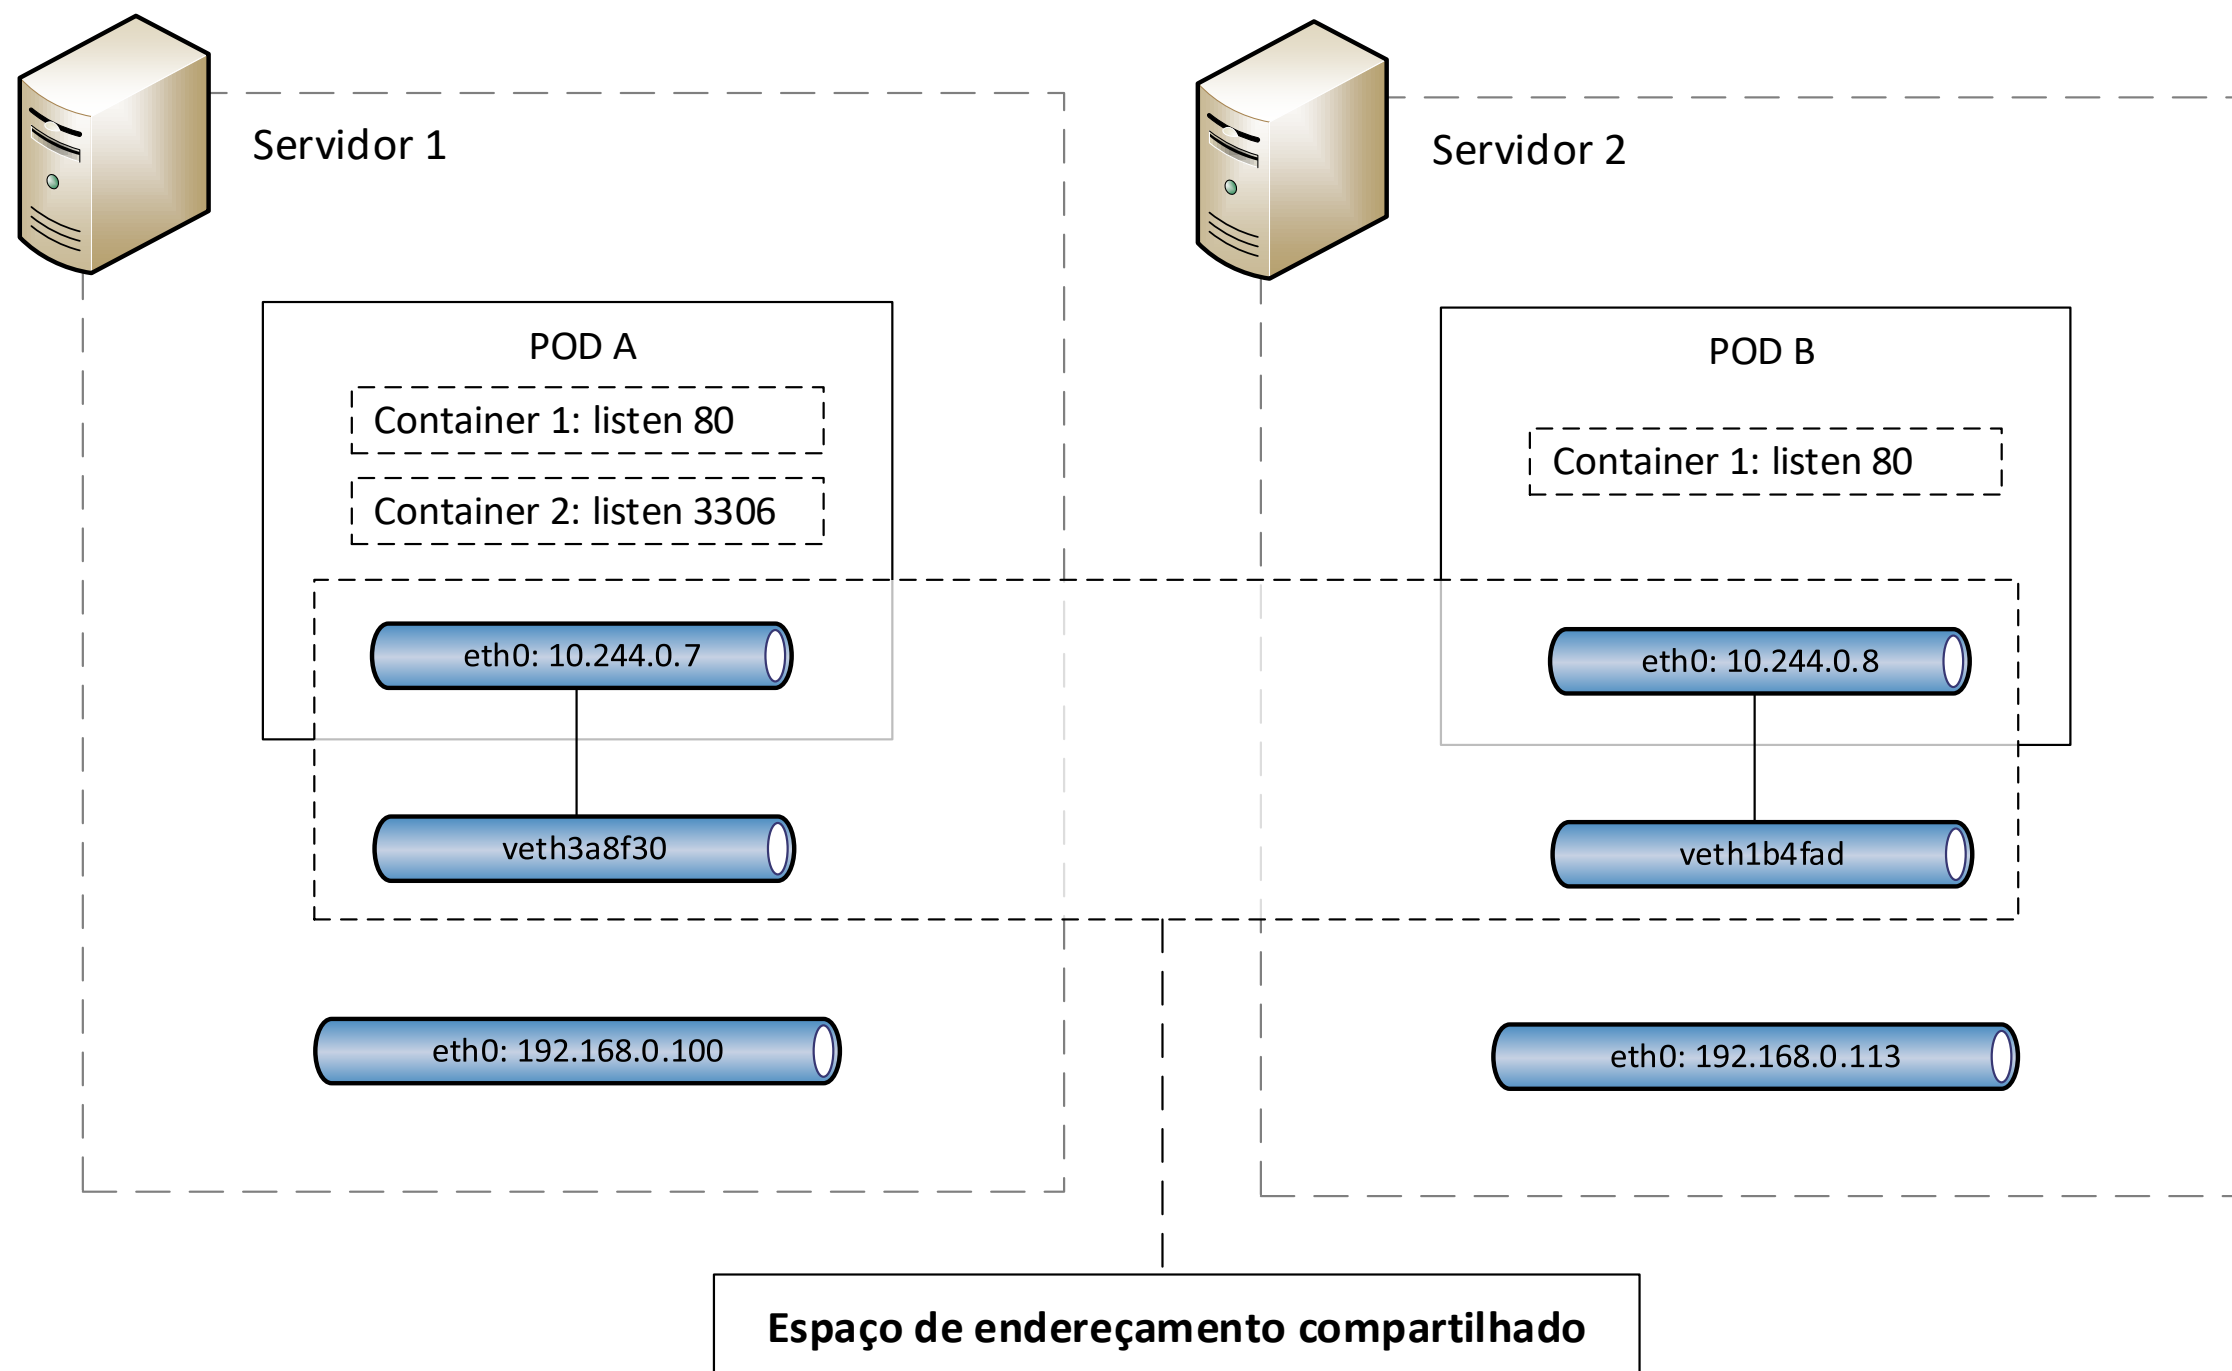 Servidor 1
Servidor 2
POD A
Container 1: listen 80
Container 2: listen 3306
POD B
Container 1: listen 80
eth0: 10.244.0.7
eth0: 10.244.0.8
veth3a8f30
veth1b4fad
eth0: 192.168.0.100
eth0: 192.168.0.113
Espaço de endereçamento compartilhado